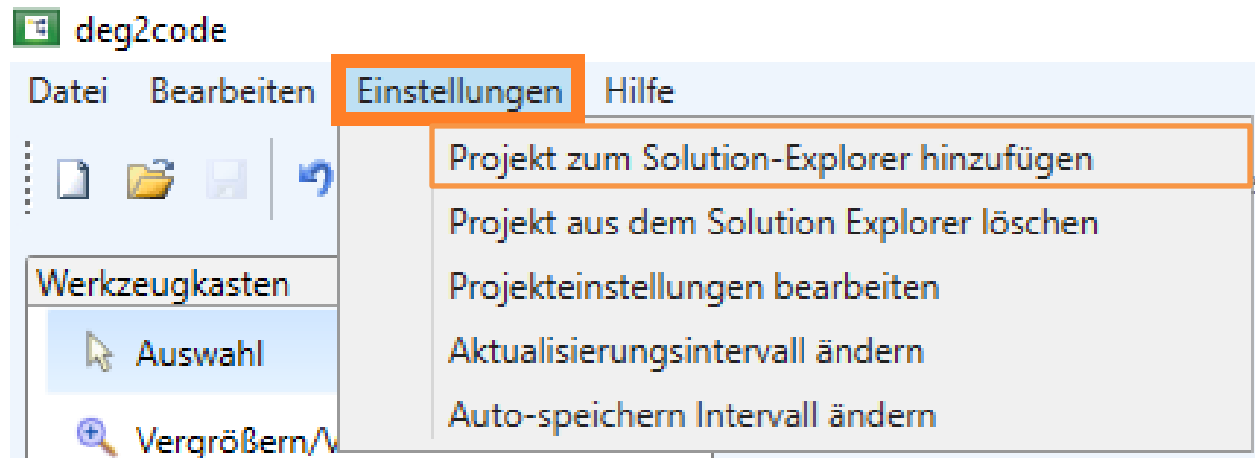 deg2code
Datei Bearbeiten Einstellungen Hilfe
Projekt zum Solution-Explorer hinzufügen
Projekt aus dem Solution Explorer löschen
Projekteinstellungen bearbeiten
Aktualisierungsintervall ändern
Auto-speichern Intervall ändern
Werkzeugkasten
Auswahl
Vergrößern/V